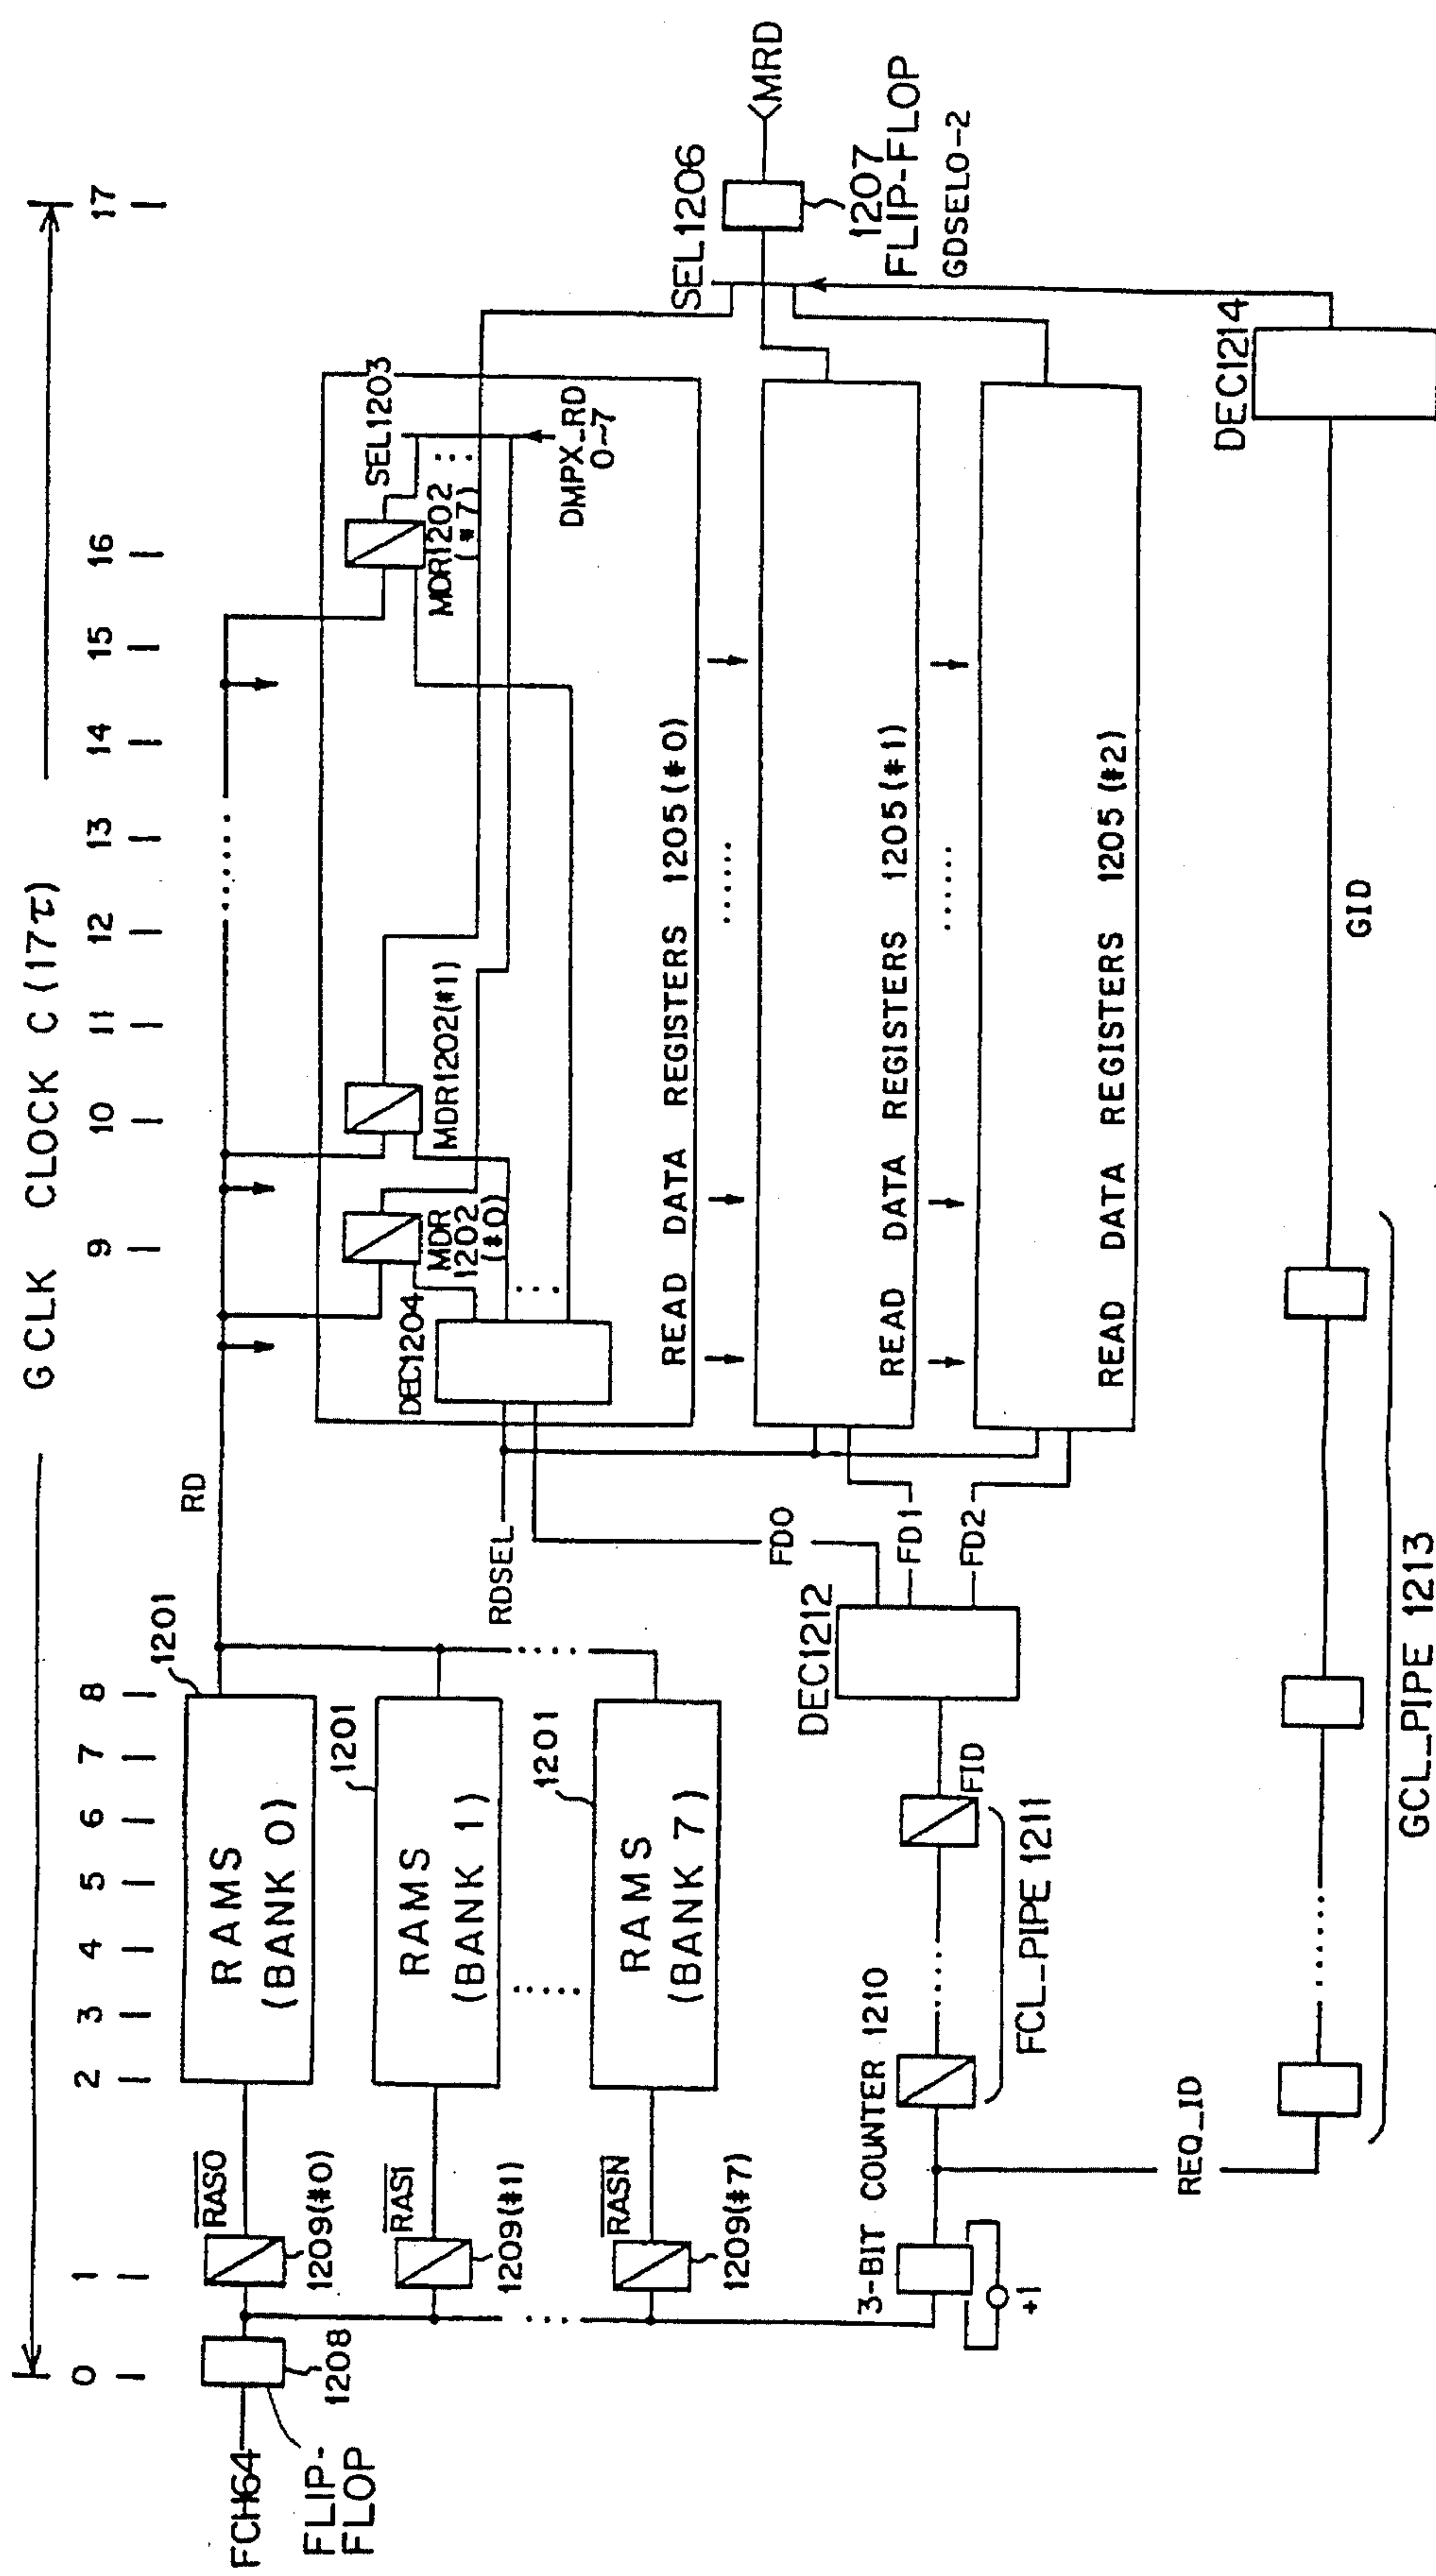 G CLK CLOCK C (17τ)
0 1 2 3 4 5 6 7 8 9 10 11 12 13 14 15 16 17
FCH64
FLIP-
FLOP
1208
RAS0
1209(#0)
RAS1
1209(#1)
RASN
1209(#7)
RAMS
(BANK 0)
1201
RAMS
(BANK 1)
1201
RAMS
(BANK 7)
1201
RD
RDSEL
DEC1204
MDR
1202
(#0)
MDR1202(#1)
MDR1202
(#7)
SEL1203
DMPX_RD
0~7
READ DATA REGISTERS 1205(#0)
READ DATA REGISTERS 1205(#1)
READ DATA REGISTERS 1205(#2)
SEL1206
MRD
1207
FLIP-FLOP
GDSEL0-2
3-BIT COUNTER 1210
+1
FCL_PIPE 1211
FID
DEC1212
FD0
FD1
FD2
REQ_ID
GCL_PIPE 1213
GID
DEC1214